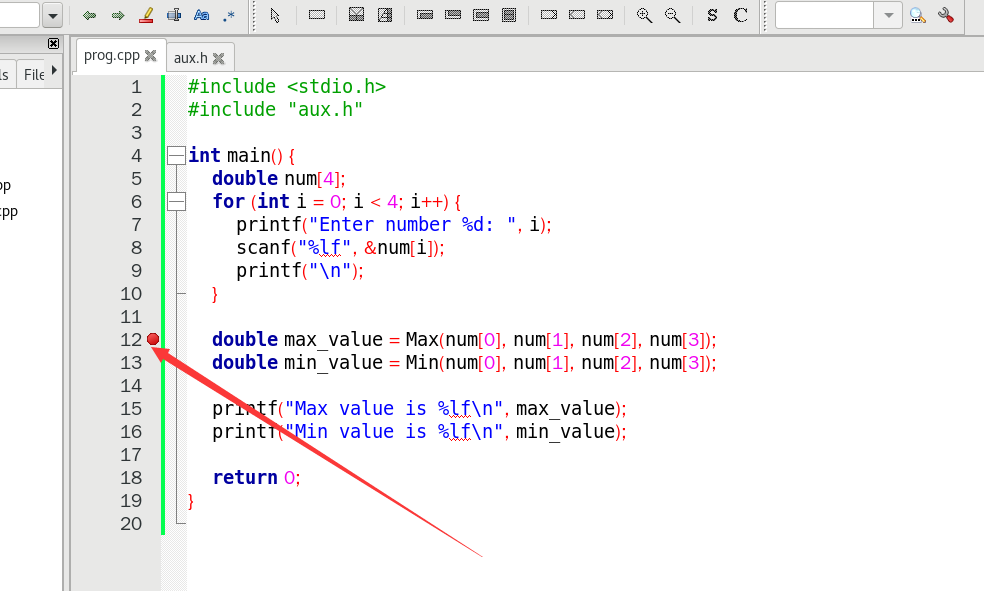 Aa .*
S C
ls File
prog.cpp aux.h
pp
cpp
1 #include <stdio.h>
2 #include "aux.h"
3
4 int main() {
5 double num[4];
6 for (int i = 0; i < 4; i++) {
7 printf("Enter number %d: ", i);
8 scanf("%lf", &num[i]);
9 printf("\n");
10 }
11
12 double max_value = Max(num[0], num[1], num[2], num[3]);
13 double min_value = Min(num[0], num[1], num[2], num[3]);
14
15 printf("Max value is %lf\n", max_value);
16 printf("Min value is %lf\n", min_value);
17
18 return 0;
19 }
20